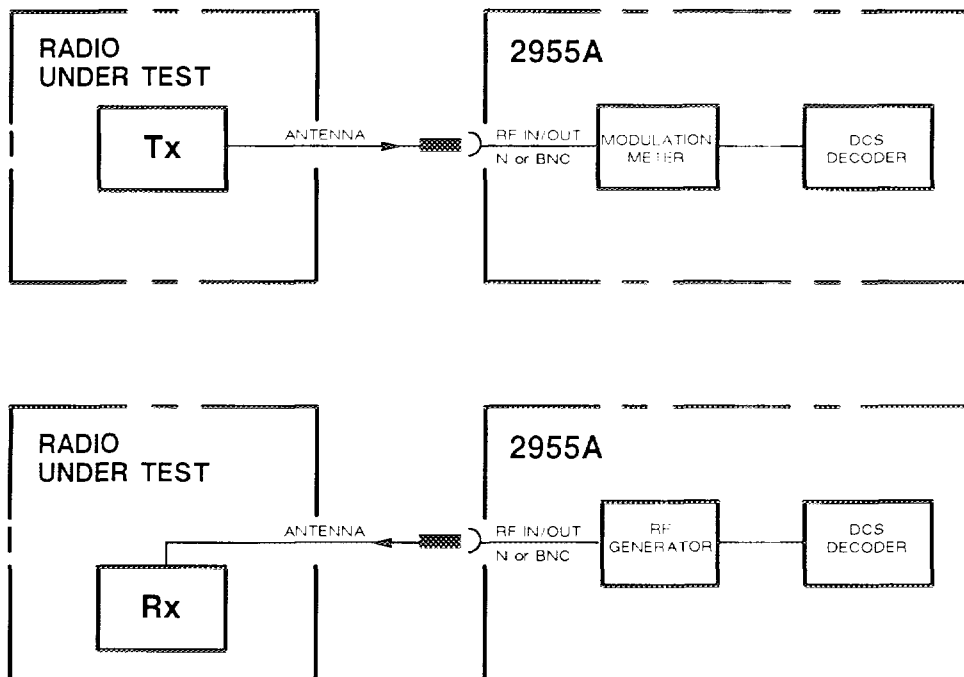 RADIO
UNDER TEST
Tx
ANTENNA
2955A
RF IN/OUT
N or BNC
MODULATION
METER
DCS
DECODER
RADIO
UNDER TEST
Rx
ANTENNA
2955A
RF IN/OUT
N or BNC
RF
GENERATOR
DCS
DECODER